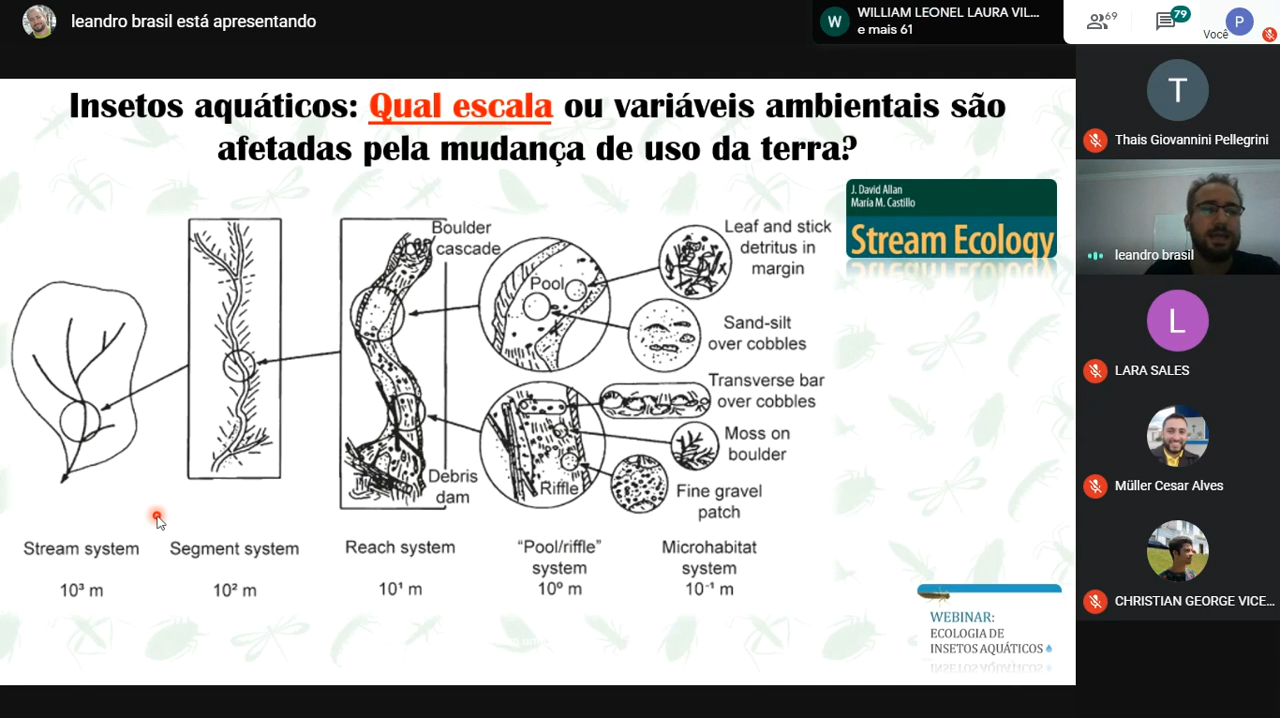 leandro brasil está apresentando
W
WILLIAM LEONEL LAURA VIL...
e mais 61
69
79
P
Você
Insetos aquáticos: Qual escala ou variáveis ambientais são
afetadas pela mudança de uso da terra?
J. David Allan
María M. Castillo
Stream Ecology
Boulder
cascade
Debris
dam
Pool
Riffle
Leaf and stick
detritus in
margin
Sand-silt
over cobbles
Transverse bar
over cobbles
Moss on
boulder
Fine gravel
patch
Stream system
10³ m
Segment system
10² m
Reach system
10¹ m
“Pool/riffle”
system
10⁰ m
Microhabitat
system
10⁻¹ m
WEBINAR:
ECOLOGIA DE
INSETOS AQUÁTICOS
T
Thais Giovannini Pellegrini
leandro brasil
L
LARA SALES
Müller Cesar Alves
CHRISTIAN GEORGE VICE...